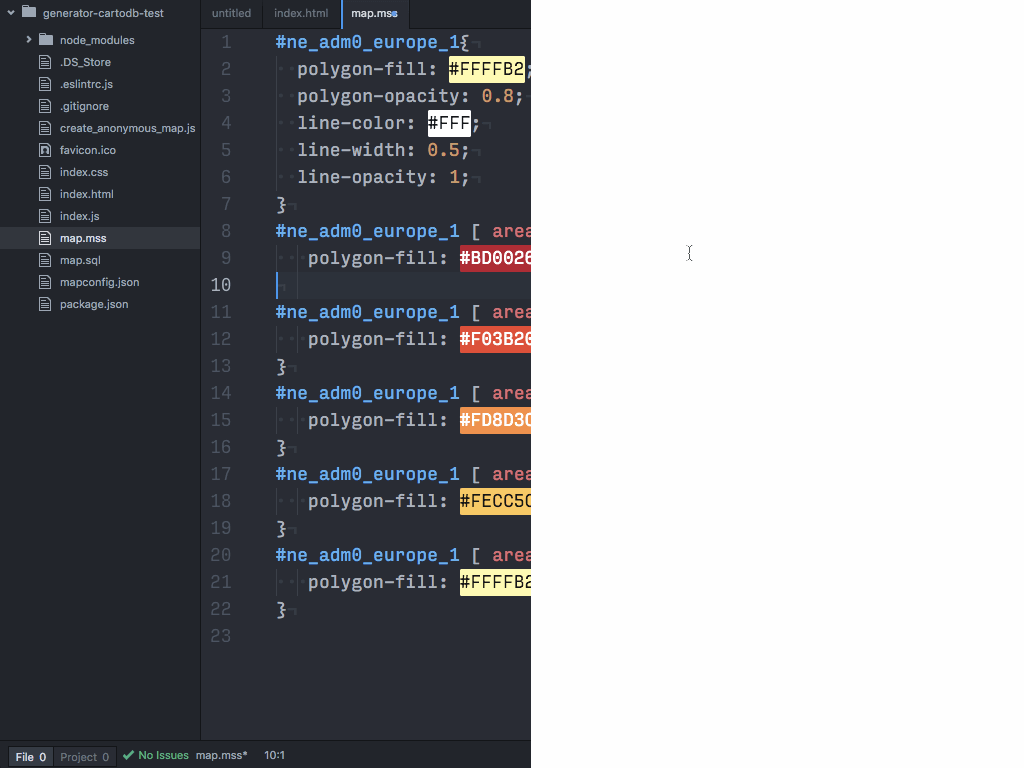 generator-cartodb-test
node_modules
.DS_Store
.eslintrc.js
.gitignore
create_anonymous_map.js
favicon.ico
index.css
index.html
index.js
map.mss
map.sql
mapconfig.json
package.json
untitled index.html map.mss
1 #ne_adm0_europe_1{
2 polygon-fill: #FFFFB2;
3 polygon-opacity: 0.8;
4 line-color: #FFF;
5 line-width: 0.5;
6 line-opacity: 1;
7 }
8 #ne_adm0_europe_1 [ area
9 polygon-fill: #BD0026
10
11 #ne_adm0_europe_1 [ area
12 polygon-fill: #F03B20
13 }
14 #ne_adm0_europe_1 [ area
15 polygon-fill: #FD8D3C
16 }
17 #ne_adm0_europe_1 [ area
18 polygon-fill: #FECC5C
19 }
20 #ne_adm0_europe_1 [ area
21 polygon-fill: #FFFFB2
22 }
23
File 0 Project 0 No Issues map.mss* 10:1